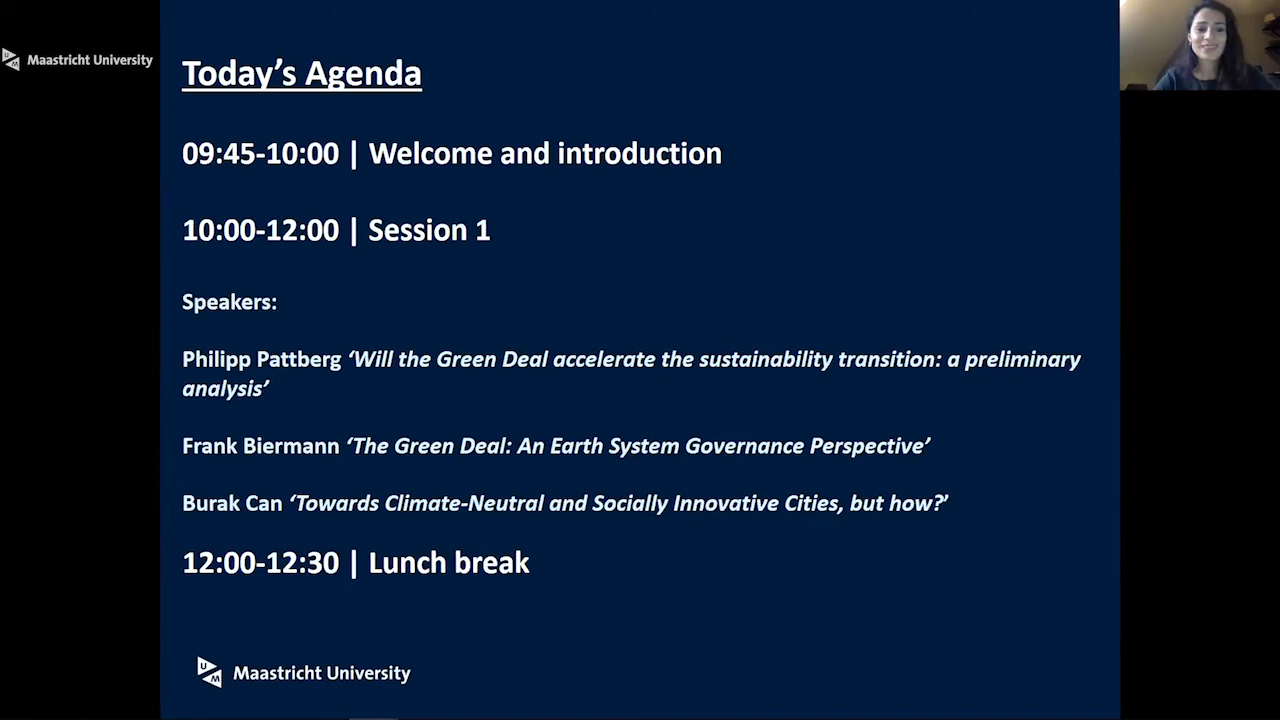 Maastricht University
Today’s Agenda
09:45-10:00 | Welcome and introduction
10:00-12:00 | Session 1
Speakers:
Philipp Pattberg ‘Will the Green Deal accelerate the sustainability transition: a preliminary
analysis’
Frank Biermann ‘The Green Deal: An Earth System Governance Perspective’
Burak Can ‘Towards Climate-Neutral and Socially Innovative Cities, but how?’
12:00-12:30 | Lunch break
UM Maastricht University